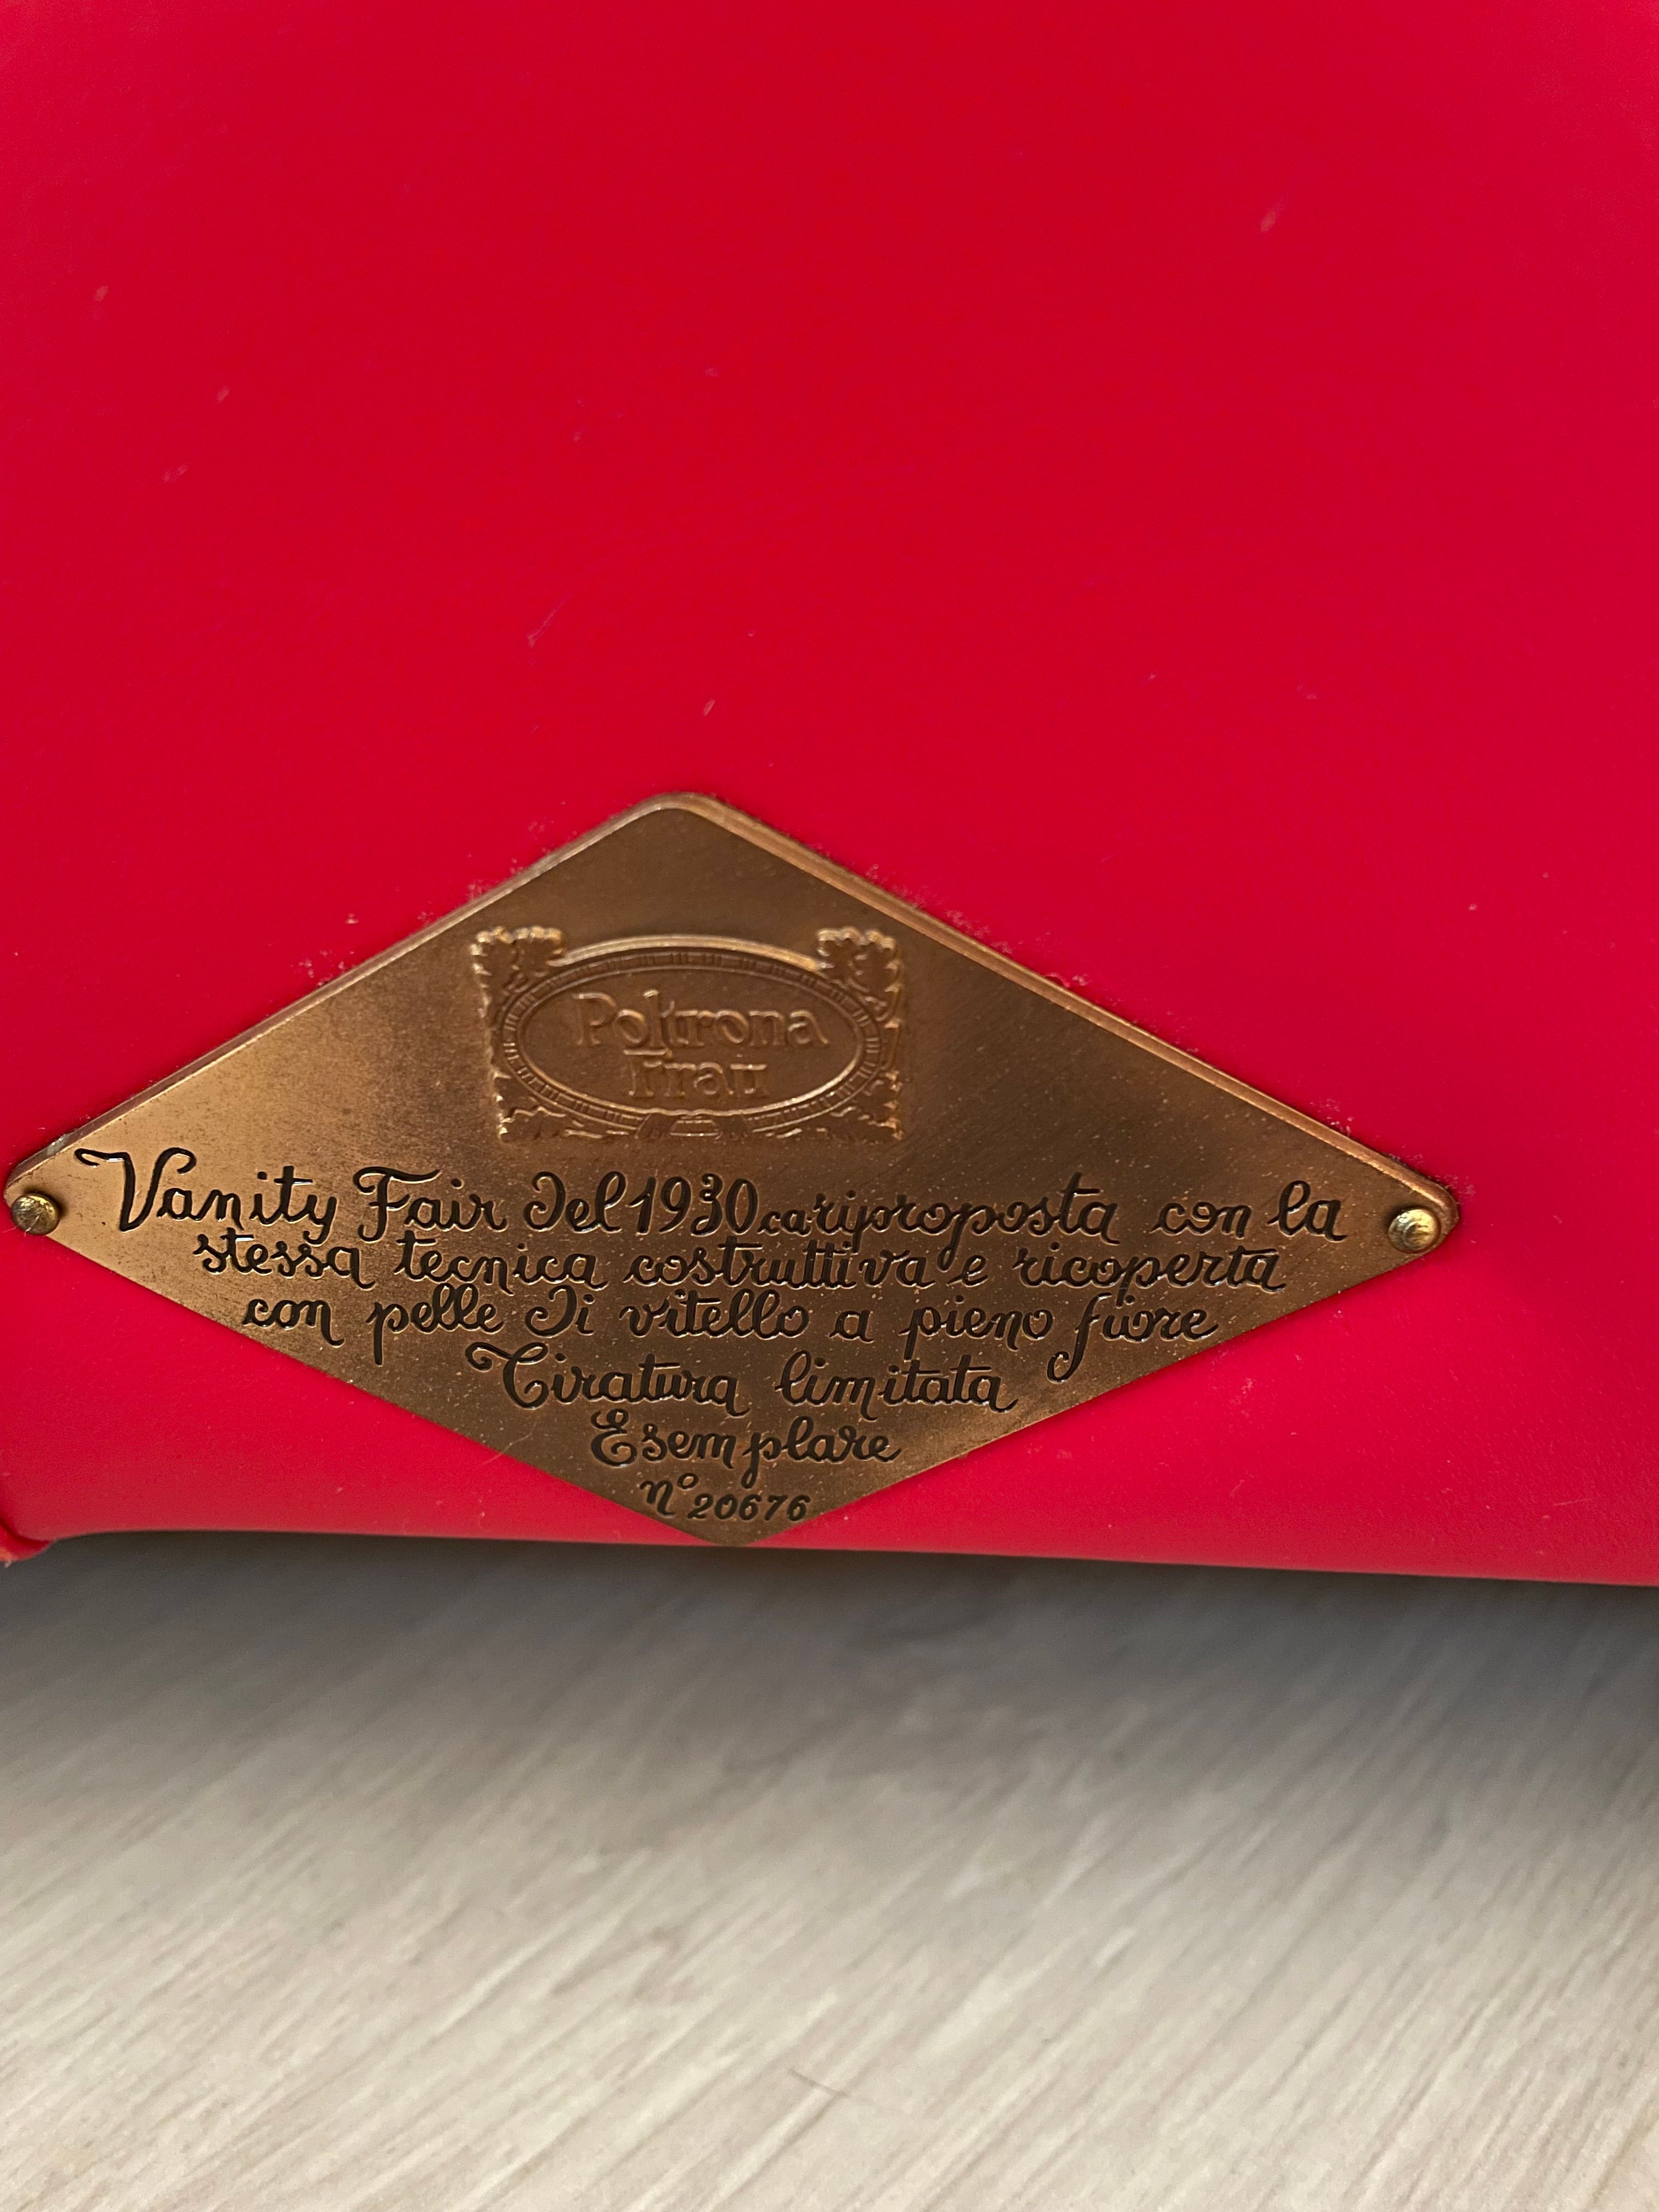 Poltrona
Frau
Vanity Fair del 1930 ca riproposta con la
stessa tecnica costruttiva e ricoperta
con pelle di vitello a pieno fiore
Tiratura limitata
Esemplare
n° 20676